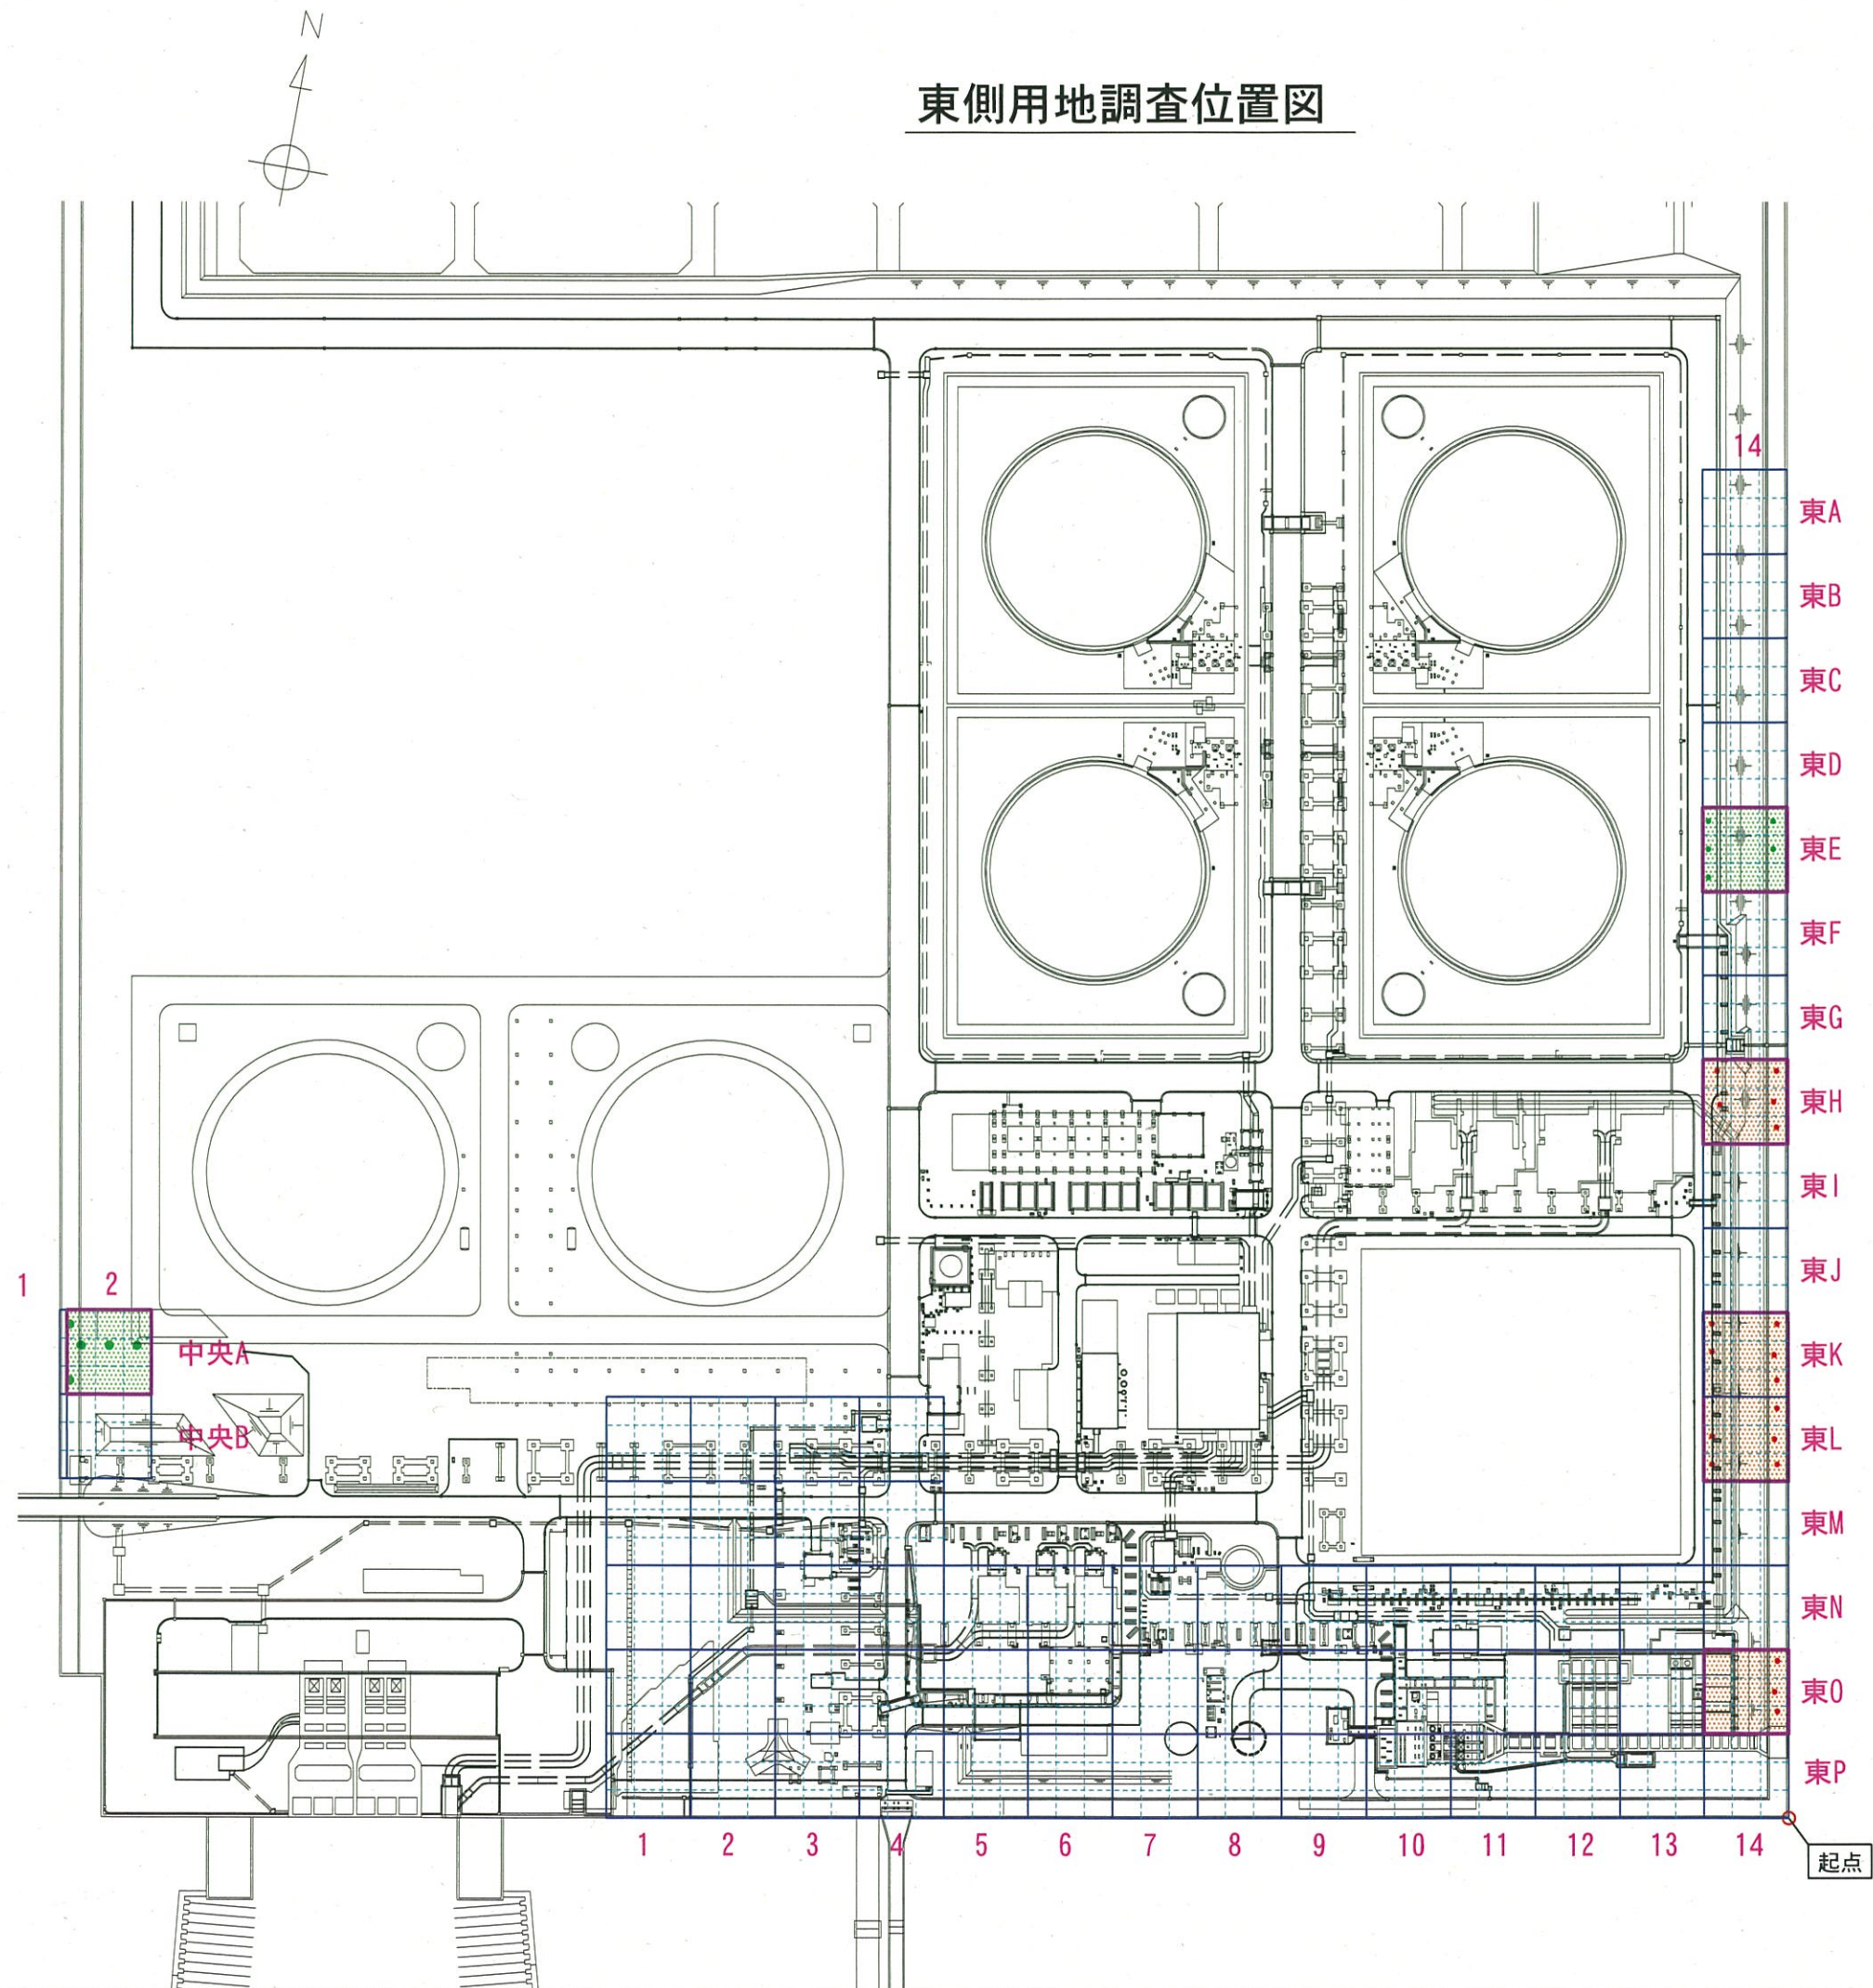 N
東側用地調査位置図
14
東A
東B
東C
東D
東E
東F
東G
東H
東I
東J
1 2
中央A
東K
中央B
東L
東M
東N
東O
東P
1 2 3 4 5 6 7 8 9 10 11 12 13 14
起点